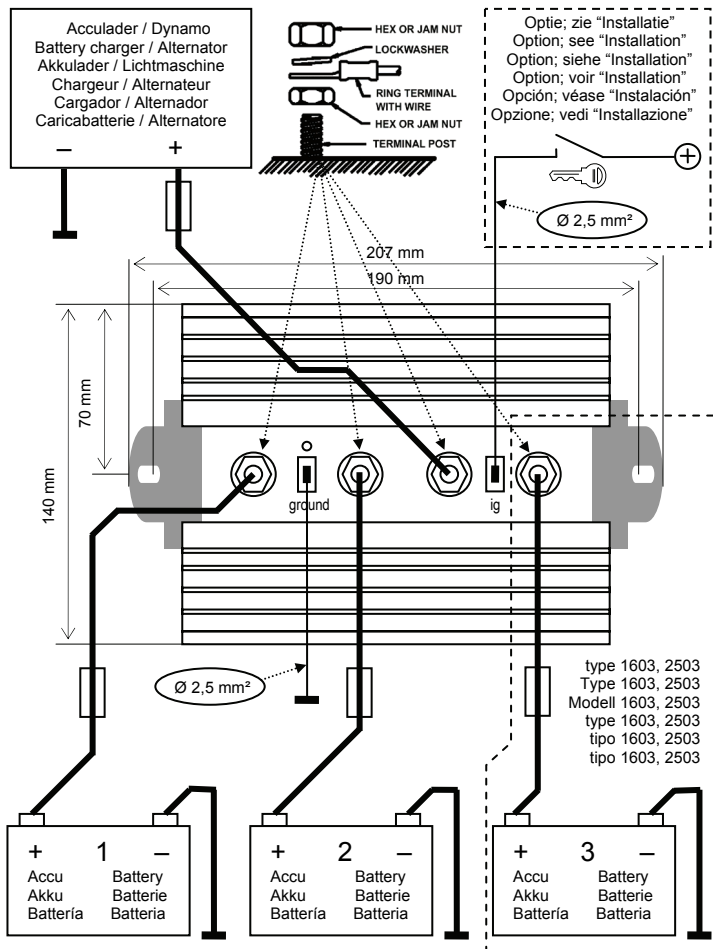 Acculader / Dynamo
Battery charger / Alternator
Akkulader / Lichtmaschine
Chargeur / Alternateur
Cargador / Alternador
Caricabatterie / Alternatore
– +
HEX OR JAM NUT
LOCKWASHER
RING TERMINAL
WITH WIRE
HEX OR JAM NUT
TERMINAL POST
Optie; zie “Installatie”
Option; see “Installation”
Option; siehe “Installation”
Option; voir “Installation”
Opción; véase “Instalación”
Opzione; vedi “Installazione”
+
Ø 2,5 mm²
207 mm
190 mm
70 mm
140 mm
ground
ig
Ø 2,5 mm²
type 1603, 2503
Type 1603, 2503
Modell 1603, 2503
type 1603, 2503
tipo 1603, 2503
tipo 1603, 2503
+ 1 –
Accu Battery
Akku Batterie
Batería Batteria
+ 2 –
Accu Battery
Akku Batterie
Batería Batteria
+ 3 –
Accu Battery
Akku Batterie
Batería Batteria